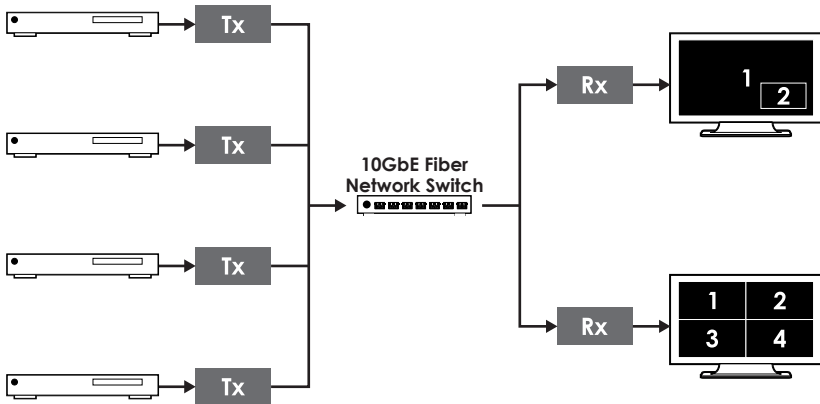 Tx
Tx
Tx
Tx
10GbE Fiber
Network Switch
Rx
1
2
Rx
1 2
3 4